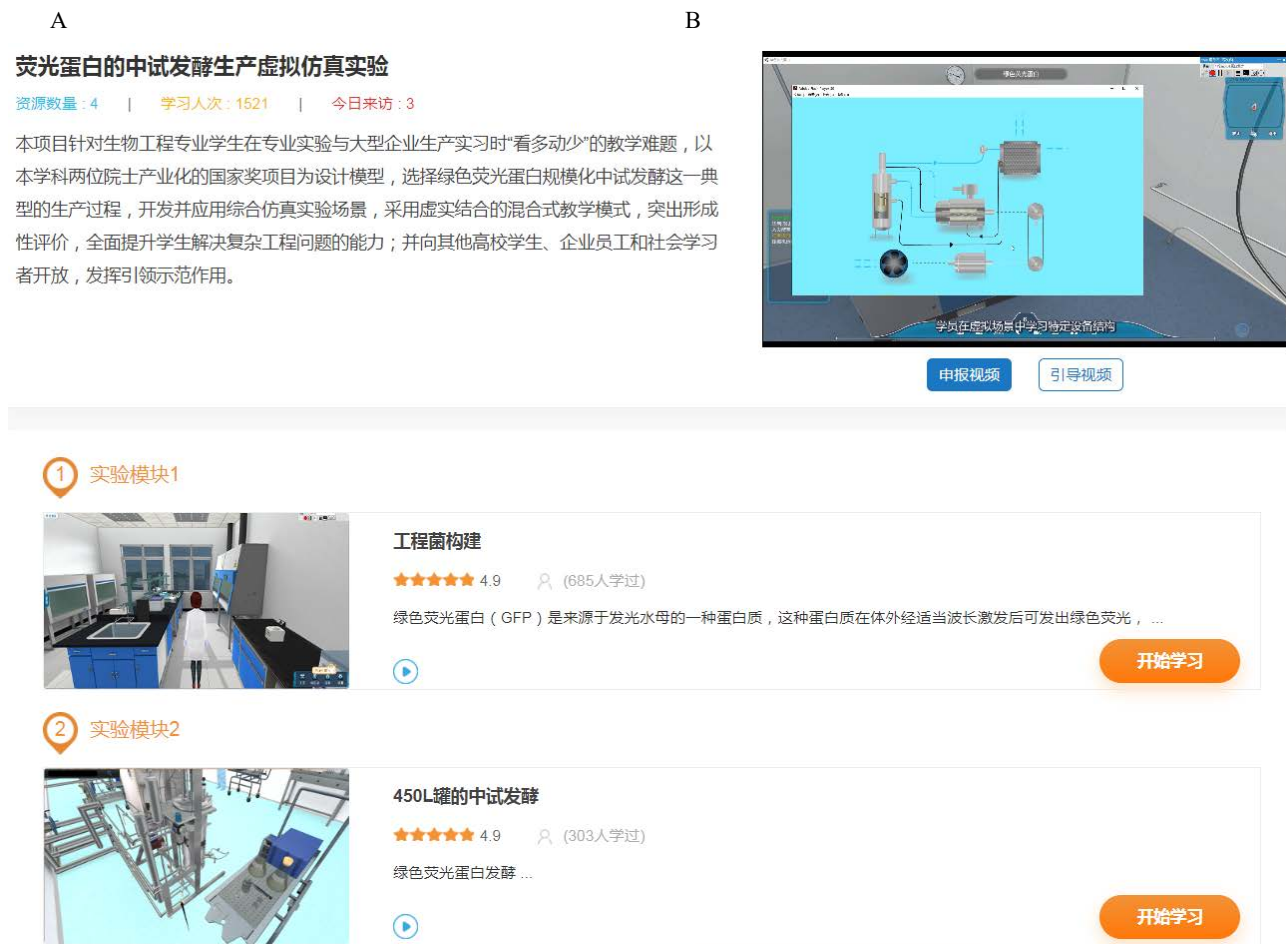 A
B
荧光蛋白的中试发酵生产虚拟仿真实验
资源数量 : 4 | 学习人次 : 1521 | 今日来访 : 3
本项目针对生物工程专业学生在专业实验与大型企业生产实习时“看多动少”的教学难题，以
本学科两位院士产业化的国家奖项目为设计模型，选择绿色荧光蛋白规模化中试发酵这一典
型的生产过程，开发并应用综合仿真实验场景，采用虚实结合的混合式教学模式，突出形成
性评价，全面提升学生解决复杂工程问题的能力；并向其他高校学生、企业员工和社会学习
者开放，发挥引领示范作用。
绿色荧光蛋白
学员在虚拟场景中学习特定设备结构
申报视频
引导视频
1 实验模块1
工程菌构建
4.9 (685人学过)
绿色荧光蛋白（GFP）是来源于发光水母的一种蛋白质，这种蛋白质在体外经适当波长激发后可发出绿色荧光， ...
开始学习
2 实验模块2
450L罐的中试发酵
4.9 (303人学过)
绿色荧光蛋白发酵 ...
开始学习